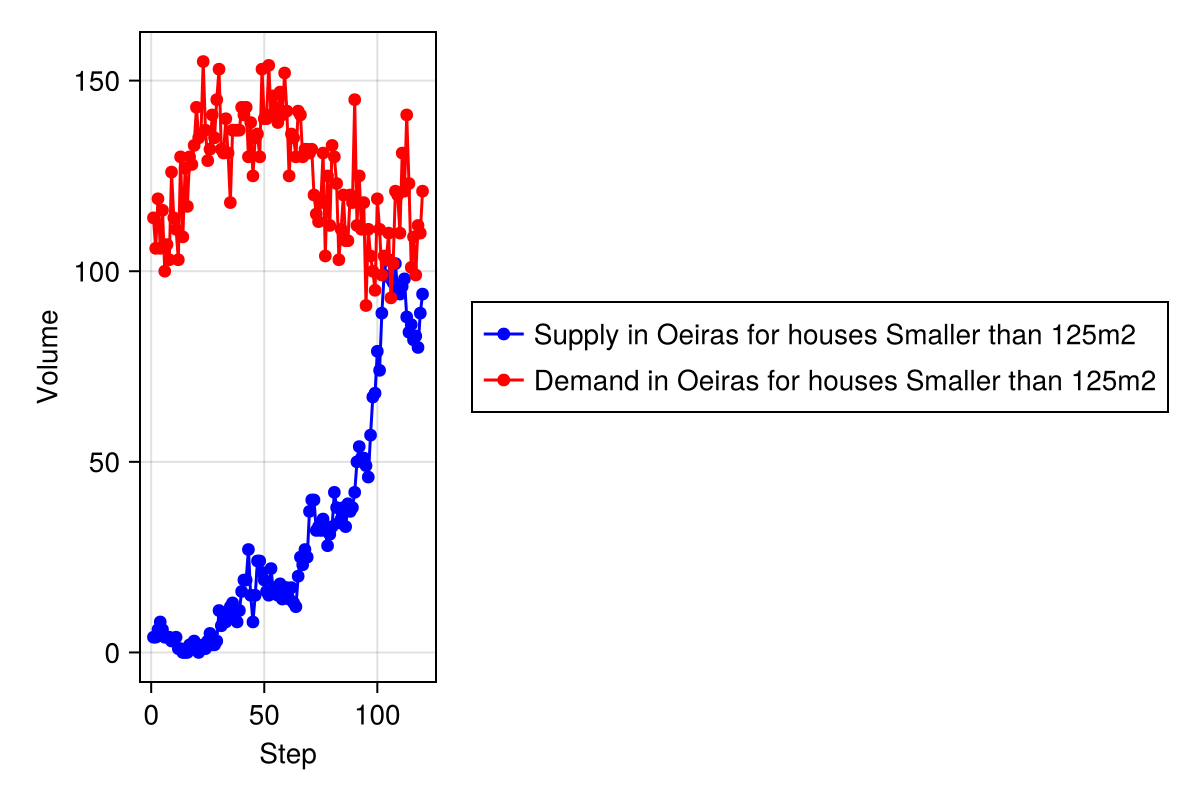 Volume
150
100
50
0
0 50 100
Step
Supply in Oeiras for houses Smaller than 125m2
Demand in Oeiras for houses Smaller than 125m2